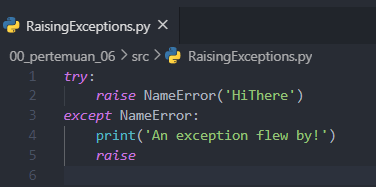 RaisingExceptions.py ×
00_pertemuan_06 > src > RaisingExceptions.py
1 try:
2     raise NameError('HiThere')
3 except NameError:
4     print('An exception flew by!')
5     raise
6